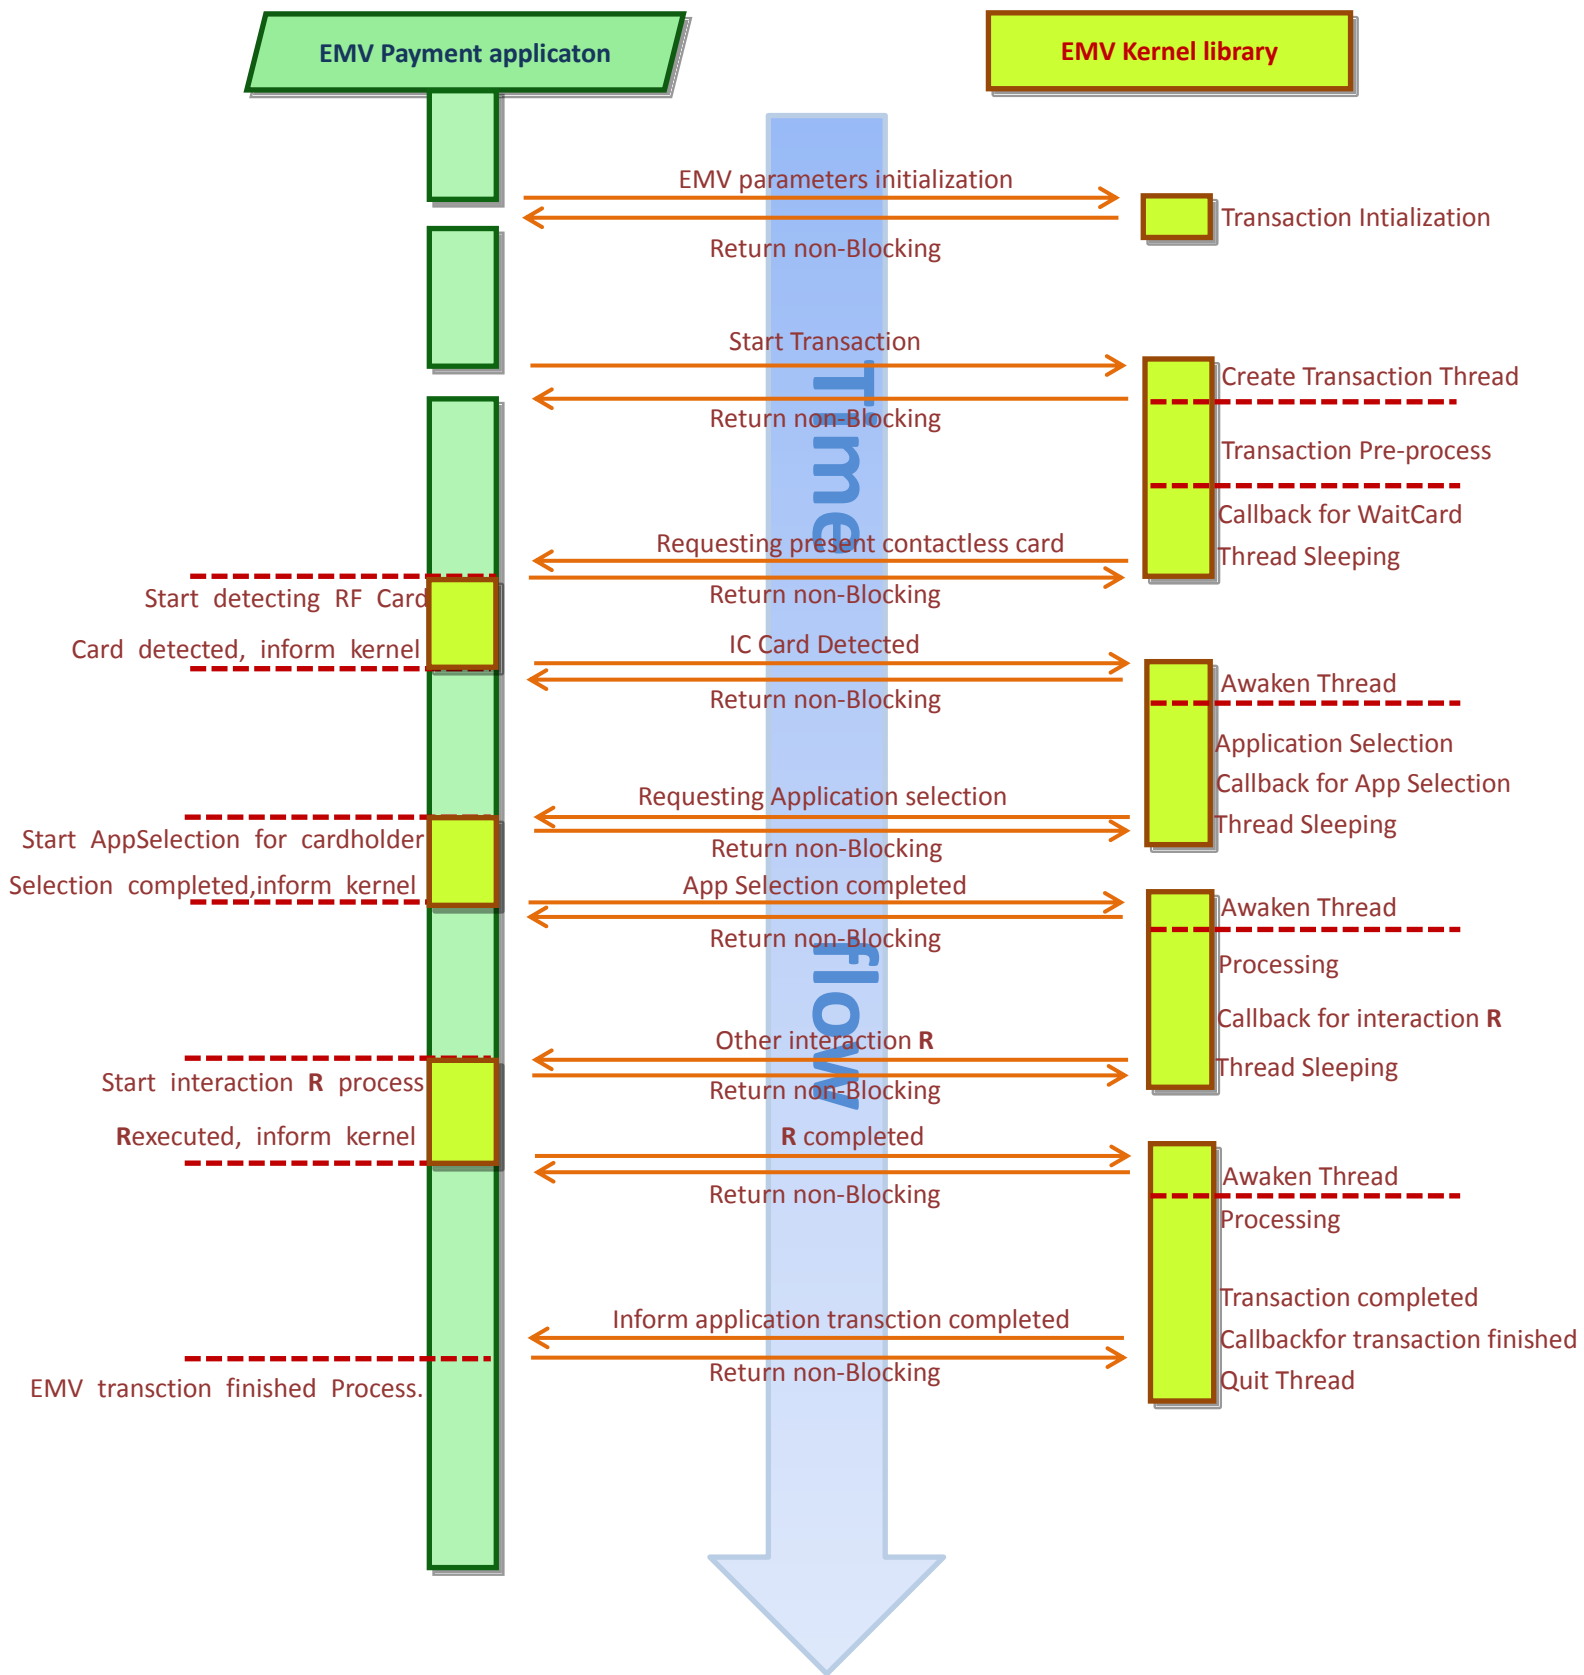 EMV Payment applicaton
EMV Kernel library
EMV parameters initialization
Transaction Intialization
Return non-Blocking
Start Transaction
Create Transaction Thread
Return non-Blocking
Transaction Pre-process
Callback for WaitCard
Requesting present contactless card
Thread Sleeping
Return non-Blocking
Start detecting RF Card
Card detected, inform kernel
IC Card Detected
Awaken Thread
Return non-Blocking
Application Selection
Callback for App Selection
Requesting Application selection
Thread Sleeping
Start AppSelection for cardholder
Return non-Blocking
Selection completed,inform kernel
App Selection completed
Awaken Thread
Return non-Blocking
Processing
Callback for interaction R
Other interaction R
Thread Sleeping
Start interaction R process
Return non-Blocking
Rexecuted, inform kernel
R completed
Awaken Thread
Return non-Blocking
Processing
Transaction completed
Inform application transction completed
Callbackfor transaction finished
Return non-Blocking
Quit Thread
EMV transction finished Process.
Time flow